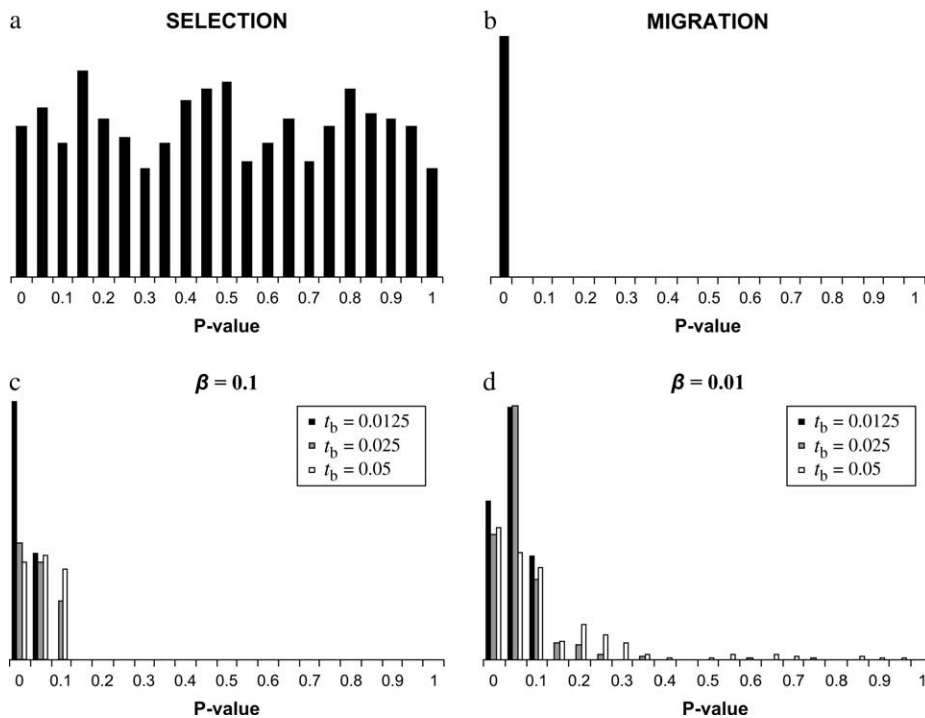 a SELECTION
0 0.1 0.2 0.3 0.4 0.5 0.6 0.7 0.8 0.9 1
P-value
b MIGRATION
0 0.1 0.2 0.3 0.4 0.5 0.6 0.7 0.8 0.9 1
P-value
c β = 0.1
t_b = 0.0125
t_b = 0.025
t_b = 0.05
0 0.1 0.2 0.3 0.4 0.5 0.6 0.7 0.8 0.9 1
P-value
d β = 0.01
t_b = 0.0125
t_b = 0.025
t_b = 0.05
0 0.1 0.2 0.3 0.4 0.5 0.6 0.7 0.8 0.9 1
P-value